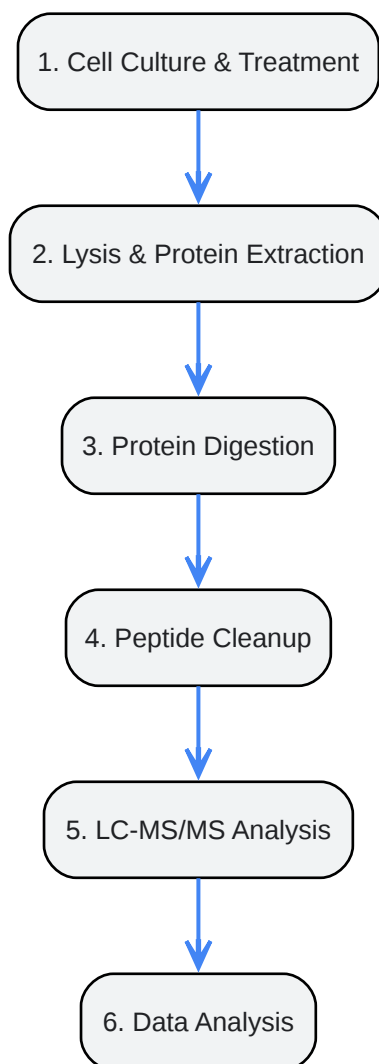 1. Cell Culture & Treatment
2. Lysis & Protein Extraction
3. Protein Digestion
4. Peptide Cleanup
5. LC-MS/MS Analysis
6. Data Analysis